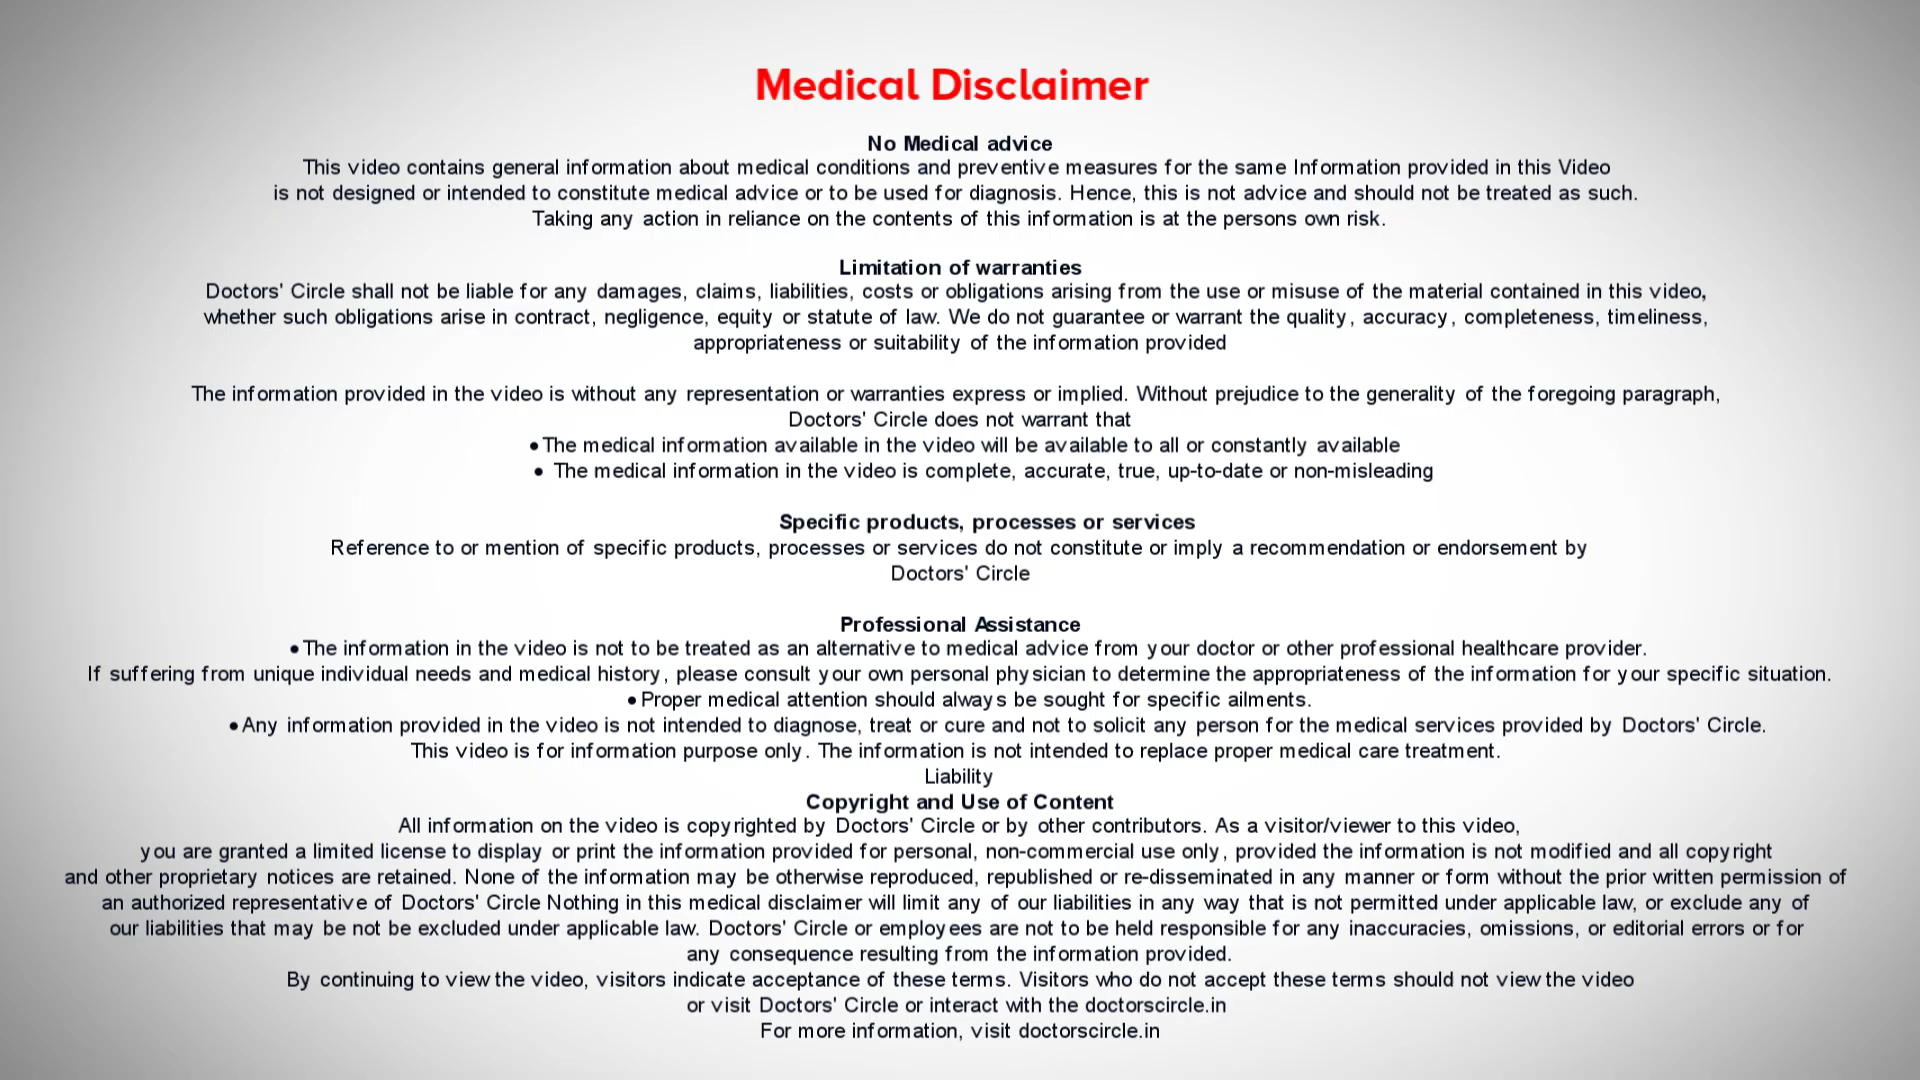 Medical Disclaimer
No Medical advice
This video contains general information about medical conditions and preventive measures for the same Information provided in this Video
is not designed or intended to constitute medical advice or to be used for diagnosis. Hence, this is not advice and should not be treated as such.
Taking any action in reliance on the contents of this information is at the persons own risk.
Limitation of warranties
Doctors' Circle shall not be liable for any damages, claims, liabilities, costs or obligations arising from the use or misuse of the material contained in this video,
whether such obligations arise in contract, negligence, equity or statute of law. We do not guarantee or warrant the quality, accuracy, completeness, timeliness,
appropriateness or suitability of the information provided
The information provided in the video is without any representation or warranties express or implied. Without prejudice to the generality of the foregoing paragraph,
Doctors' Circle does not warrant that
• The medical information available in the video will be available to all or constantly available
• The medical information in the video is complete, accurate, true, up-to-date or non-misleading
Specific products, processes or services
Reference to or mention of specific products, processes or services do not constitute or imply a recommendation or endorsement by
Doctors' Circle
Professional Assistance
• The information in the video is not to be treated as an alternative to medical advice from your doctor or other professional healthcare provider.
If suffering from unique individual needs and medical history, please consult your own personal physician to determine the appropriateness of the information for your specific situation.
• Proper medical attention should always be sought for specific ailments.
• Any information provided in the video is not intended to diagnose, treat or cure and not to solicit any person for the medical services provided by Doctors' Circle.
This video is for information purpose only. The information is not intended to replace proper medical care treatment.
Liability
Copyright and Use of Content
All information on the video is copyrighted by Doctors' Circle or by other contributors. As a visitor/viewer to this video,
you are granted a limited license to display or print the information provided for personal, non-commercial use only, provided the information is not modified and all copyright
and other proprietary notices are retained. None of the information may be otherwise reproduced, republished or re-disseminated in any manner or form without the prior written permission of
an authorized representative of Doctors' Circle Nothing in this medical disclaimer will limit any of our liabilities in any way that is not permitted under applicable law, or exclude any of
our liabilities that may be not be excluded under applicable law. Doctors' Circle or employees are not to be held responsible for any inaccuracies, omissions, or editorial errors or for
any consequence resulting from the information provided.
By continuing to view the video, visitors indicate acceptance of these terms. Visitors who do not accept these terms should not view the video
or visit Doctors' Circle or interact with the doctorscircle.in
For more information, visit doctorscircle.in